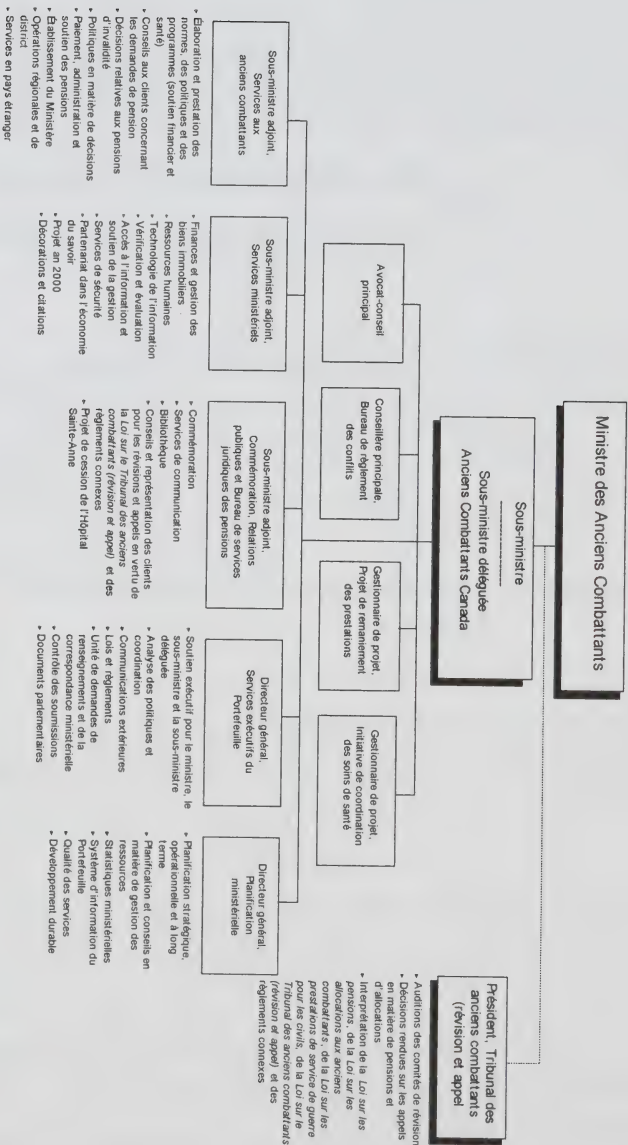 Ministre des Anciens Combattants
Sous-ministre
Sous-ministre déléguée
Anciens Combattants Canada
Président, Tribunal des
anciens combattants
(révision et appel
▸ Auditions des comités de révision
▸ Décisions rendues sur les appels
en matière de pensions et
d'allocations
▸ Interprétation de la Loi sur les
pensions, de la Loi sur les
allocations aux anciens
combattants, de la Loi sur les
prestations de service de guerre
pour les civils, de la Loi sur le
Tribunal des anciens combattants
(révision et appel) et des
règlements connexes
Avocat-conseil
principal
Conseillère principale,
Bureau de règlement
des conflits
Gestionnaire de projet,
Projet de remaniement
des prestations
Gestionnaire de projet,
Initiative de coordination
des soins de santé
Sous-ministre adjoint,
Services aux
anciens combattants
▸ Élaboration et prestation des
normes, des politiques et des
programmes (soutien financier et
santé)
▸ Conseils aux clients concernant
les demandes de pension
▸ Décisions relatives aux pensions
d'invalidité
▸ Politiques en matière de décisions
▸ Paiement, administration et
soutien des pensions
▸ Établissement du Ministère
▸ Opérations régionales et de
district
▸ Services en pays étranger
Sous-ministre adjoint,
Services ministériels
▸ Finances et gestion des
biens immobiliers
▸ Ressources humaines
▸ Technologie de l'information
▸ Vérification et évaluation
▸ Accès à l'information et
soutien de la gestion
▸ Services de sécurité
▸ Partenariat dans l'économie
du savoir
▸ Projet an 2000
▸ Décorations et citations
Sous-ministre adjoint,
Commémoration, Relations
publiques et Bureau de services
juridiques des pensions
▸ Commémoration
▸ Services de communication
▸ Bibliothèque
▸ Conseils et représentation des clients
pour les révisions et appels en vertu de
la Loi sur le Tribunal des anciens
combattants (révision et appel) et des
règlements connexes
▸ Projet de cession de l'Hôpital
Sainte-Anne
Directeur général,
Services exécutifs du
Portefeuille
▸ Soutien exécutif pour le ministre, le
sous-ministre et la sous-ministre
déléguée
▸ Analyse des politiques et
coordination
▸ Communications extérieures
▸ Lois et règlements
▸ Unité de demandes de
renseignements et de la
correspondance ministérielle
▸ Contrôle des soumissions
▸ Documents parlementaires
Directeur général,
Planification
ministérielle
▸ Planification stratégique,
opérationnelle et à long
terme
▸ Planification et conseils en
matière de gestion des
ressources
▸ Statistiques ministérielles
▸ Système d'information du
Portefeuille
▸ Qualité des services
▸ Développement durable